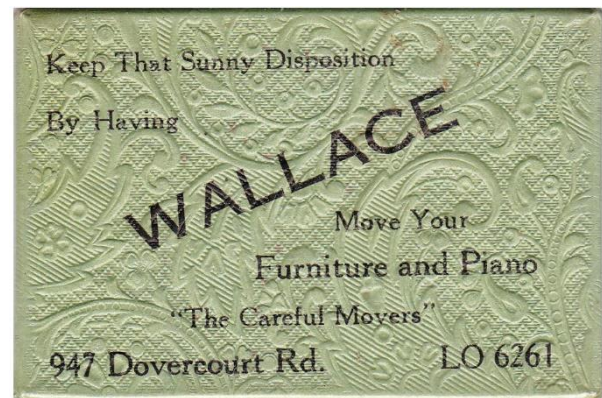 Keep That Sunny Disposition
By Having
WALLACE
Move Your
Furniture and Piano
"The Careful Movers"
947 Dovercourt Rd. LO 6261